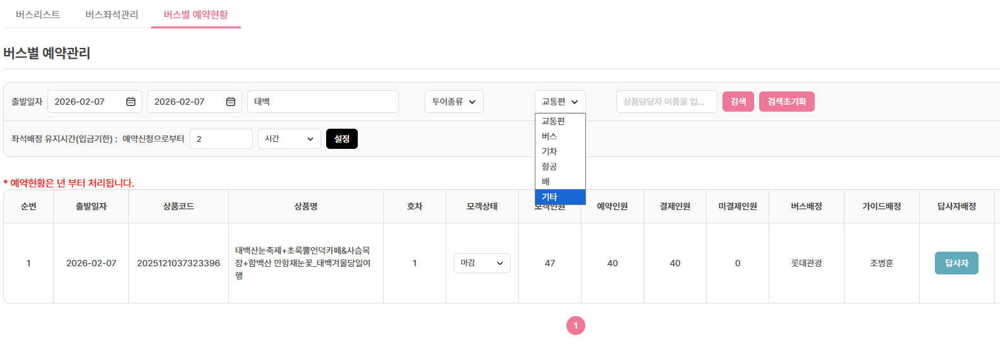 버스리스트 버스좌석관리 버스별 예약현황
버스별 예약관리
출발일자 2026-02-07 2026-02-07 태백 투어종류 교통편 상품담당자 이름을 입... 검색 검색초기화
교통편
버스
기차
항공
배
기타
좌석배정 유지시간(입금기한) : 예약신청으로부터 2 시간 설정
* 예약현황은 년 부터 처리됩니다.
순번 출발일자 상품코드 상품명 호차 모객상태 모객인원 예약인원 결제인원 미결제인원 버스배정 가이드배정 답사자배정
1 2026-02-07 2025121037323396 태백산눈축제+초록뿔언덕카페&사슴목
장+함백산 만항재눈꽃_태백겨울당일여
행
1 마감 47 40 40 0 롯데관광 조병훈 답사자
1